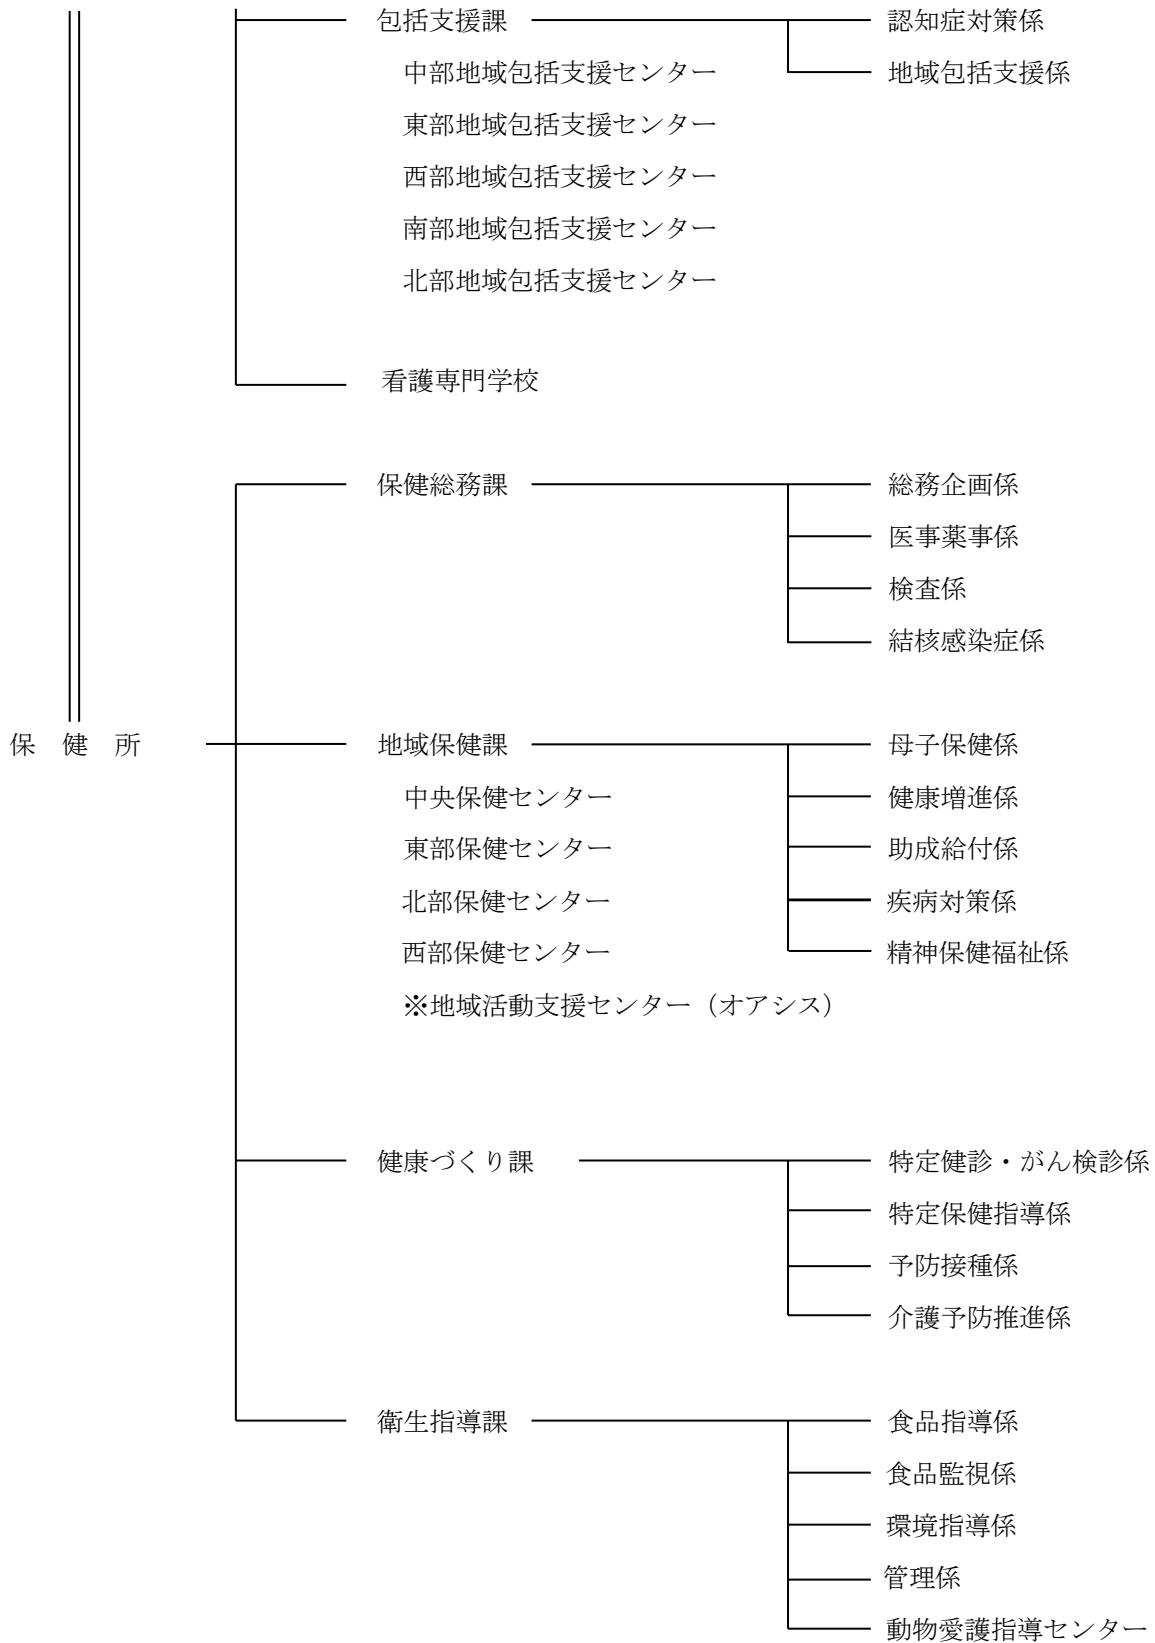 包括支援課 認知症対策係
中部地域包括支援センター 地域包括支援係
東部地域包括支援センター
西部地域包括支援センター
南部地域包括支援センター
北部地域包括支援センター
看護専門学校
保健総務課 総務企画係
医事薬事係
検査係
結核感染症係
保 健 所 地域保健課 母子保健係
中央保健センター 健康増進係
東部保健センター 助成給付係
北部保健センター 疾病対策係
西部保健センター 精神保健福祉係
※地域活動支援センター（オアシス）
健康づくり課 特定健診・がん検診係
特定保健指導係
予防接種係
介護予防推進係
衛生指導課 食品指導係
食品監視係
環境指導係
管理係
動物愛護指導センター